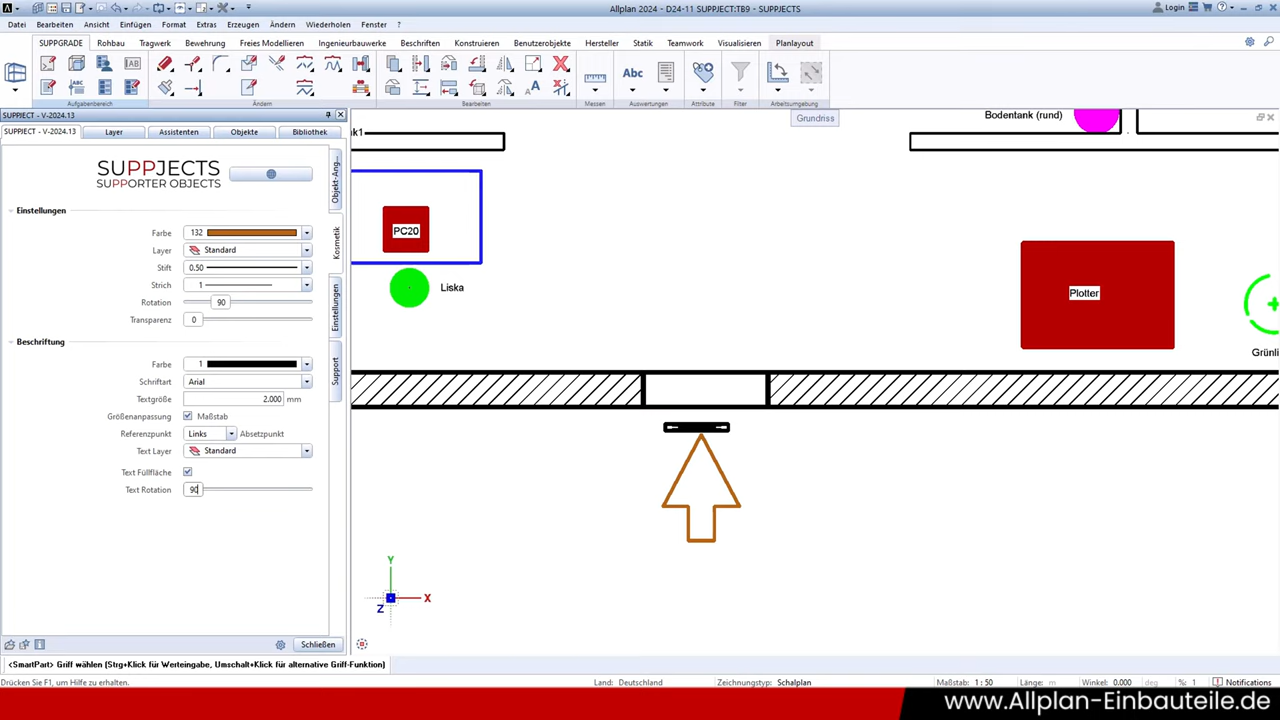 Allplan 2024 - D24-11 SUPPJECT:TB9 - SUPPJECTS
Login
Datei Bearbeiten Ansicht Einfügen Format Extras Erzeugen Ändern Wiederholen Fenster ?
SUPPGRADE Rohbau Tragwerk Bewehrung Freies Modellieren Ingenieurbauwerke Beschriften Konstruieren Benutzerobjekte Hersteller Statik Teamwork Visualisieren Planlayout
AB
Abc
ABC
A
Aufgabenbereich Ändern Bearbeiten Messen Auswertungen Attribute Filter Arbeitsumgebung
SUPPJECT - V-2024.13
SUPPJECT - V-2024.13 Layer Assistenten Objekte Bibliothek
Grundriss
Bodentank (rund)
nk1
SUPPJECTS
SUPPORTER OBJECTS
Objekt-Ang...
Kosmetik
Einstellungen
Support
Einstellungen
Farbe 132
Layer Standard
Stift 0.50
Strich 1
Rotation 90
Transparenz 0
Beschriftung
Farbe 1
Schriftart Arial
Textgröße 2.000 mm
Größenanpassung Maßstab
Referenzpunkt Links Absetzpunkt
Text Layer Standard
Text Füllfläche
Text Rotation 90
PC20
Liska
Plotter
Grünli
Y
X
Z
Schließen
<SmartPart> Griff wählen (Strg+Klick für Werteingabe, Umschalt+Klick für alternative Griff-Funktion)
Drücken Sie F1, um Hilfe zu erhalten. Land: Deutschland Zeichnungstyp: Schalplan Maßstab: 1 : 50 Länge: m Winkel: 0.000 deg %: 1 Notifications
www.Allplan-Einbauteile.de